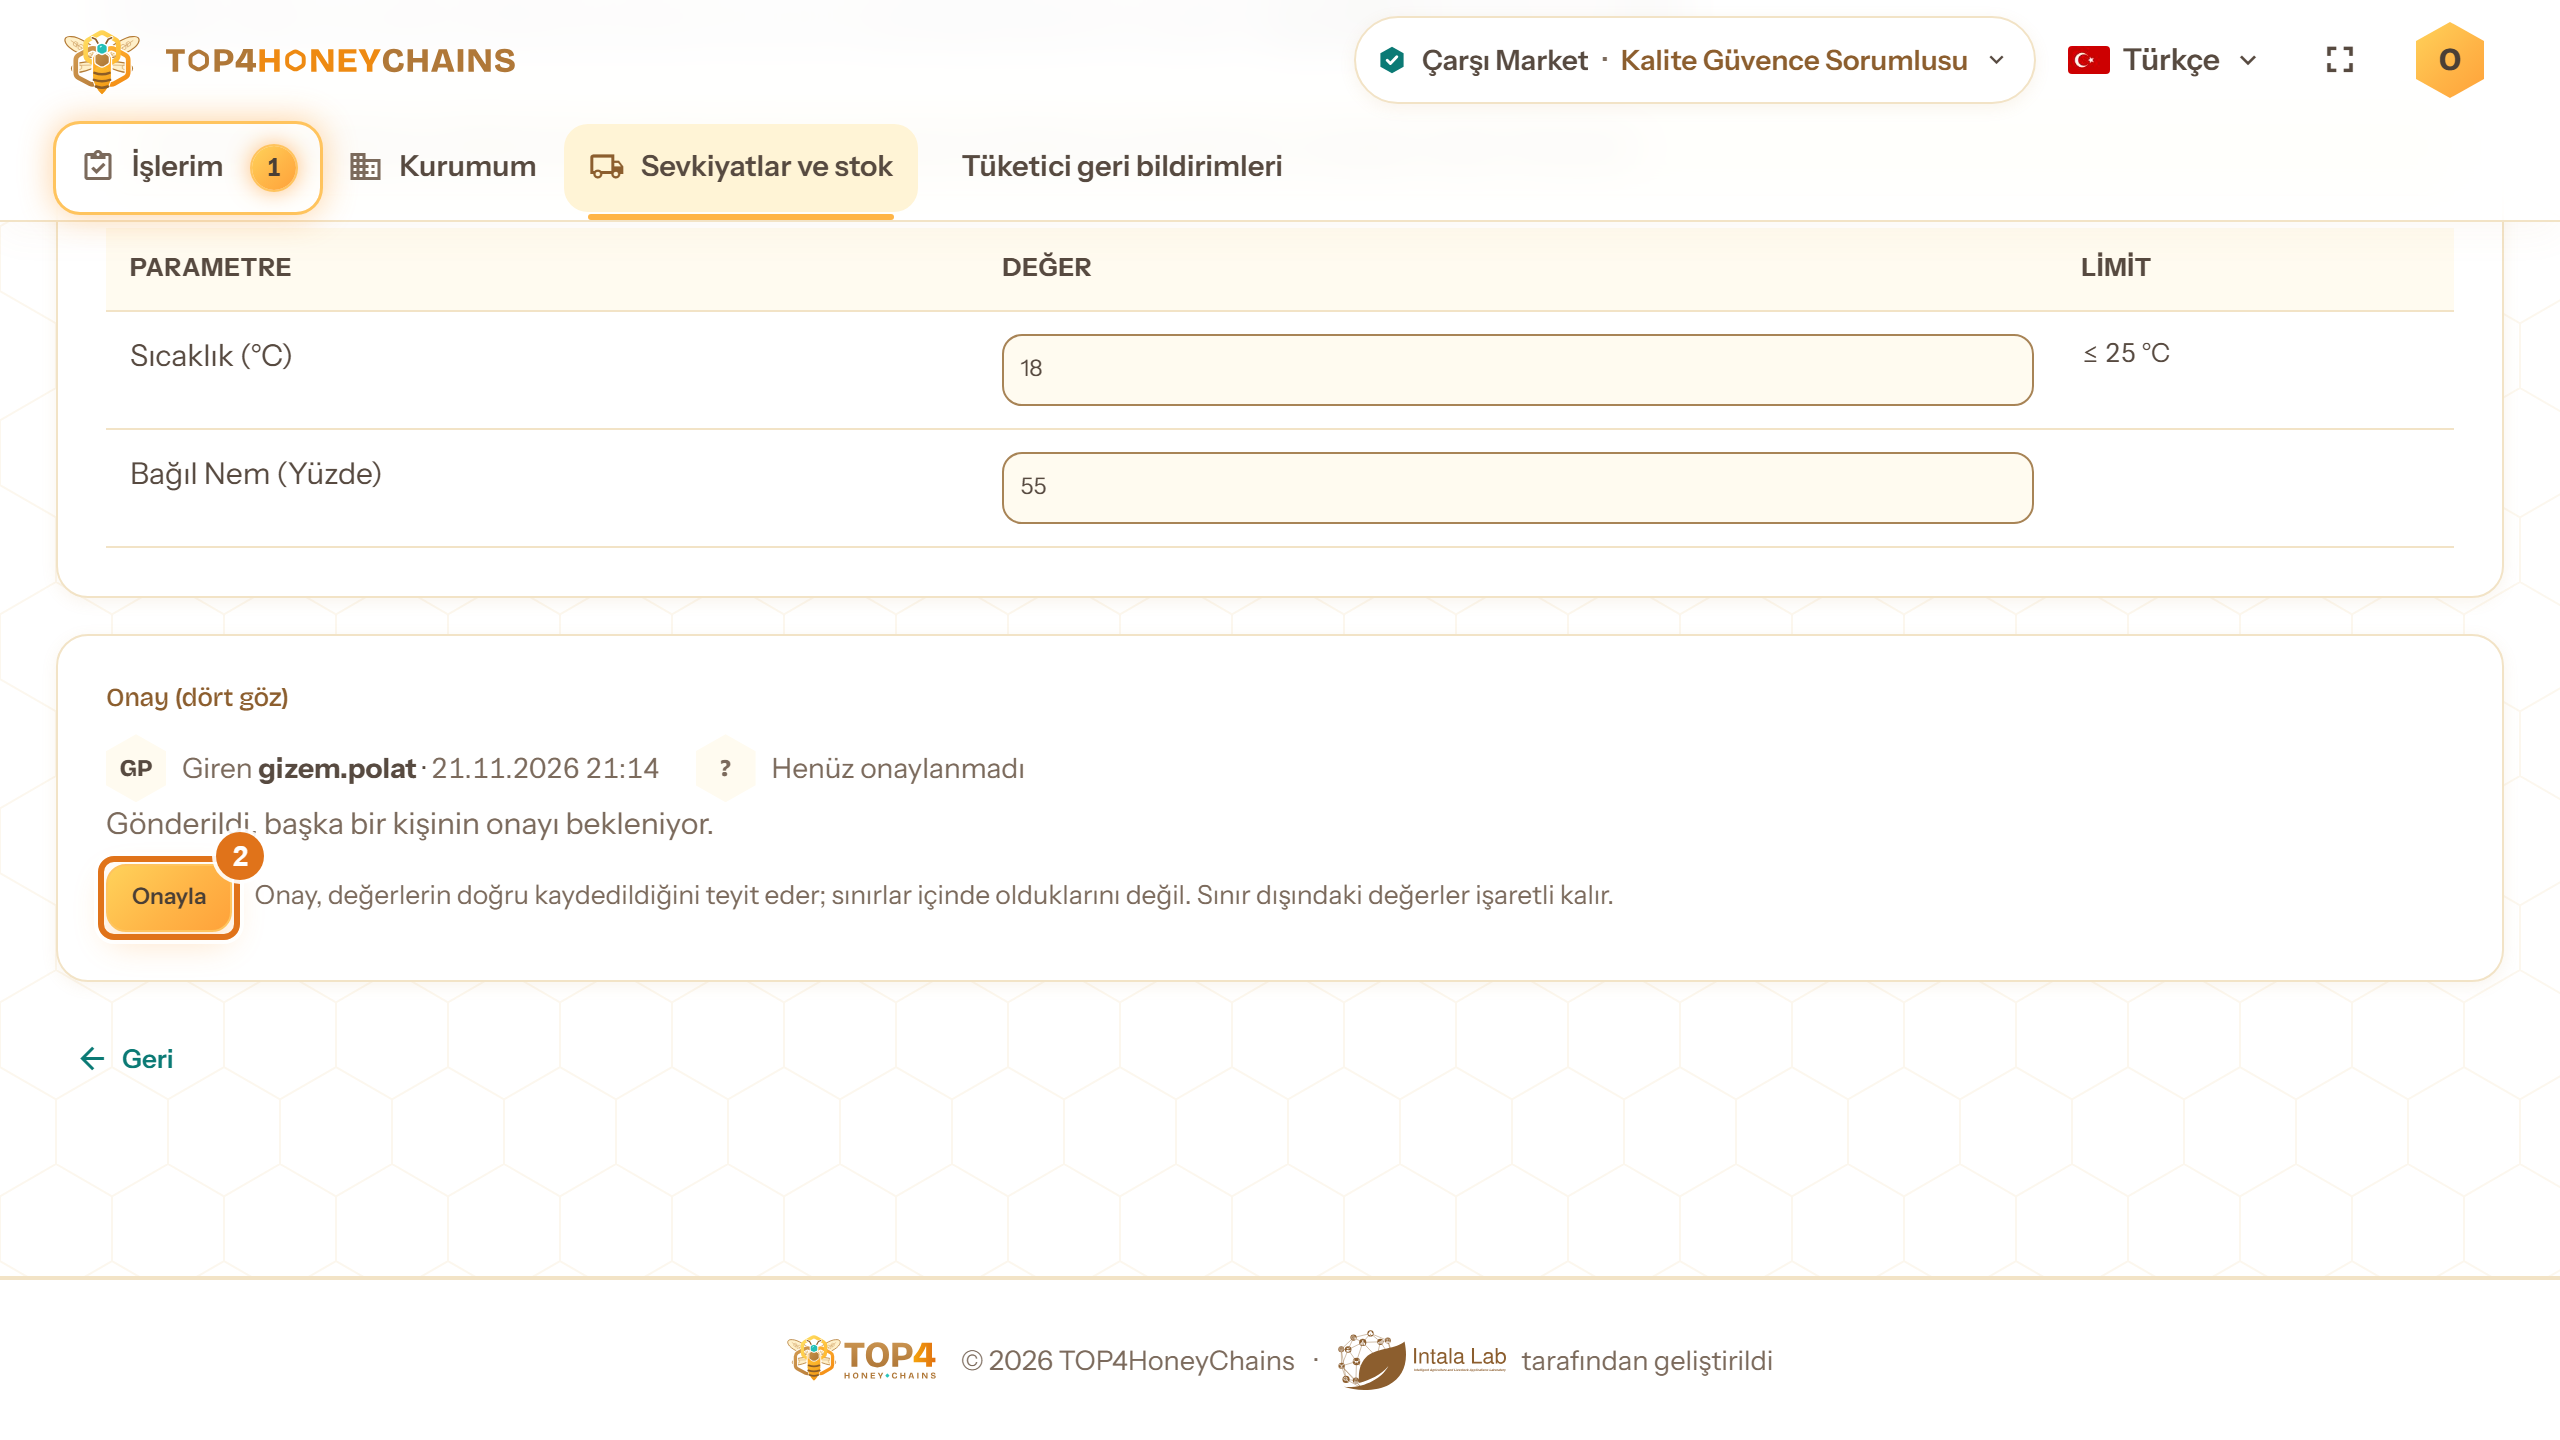 TOP4HONEYCHAINS
Çarşı Market · Kalite Güvence Sorumlusu
Türkçe
O
İşlerim 1
Kurumum
Sevkiyatlar ve stok
Tüketici geri bildirimleri
PARAMETRE DEĞER LİMİT
Sıcaklık (°C) 18 ≤ 25 °C
Bağıl Nem (Yüzde) 55
Onay (dört göz)
GP Giren gizem.polat · 21.11.2026 21:14 ? Henüz onaylanmadı
Gönderildi, başka bir kişinin onayı bekleniyor.
2
Onayla Onay, değerlerin doğru kaydedildiğini teyit eder; sınırlar içinde olduklarını değil. Sınır dışındaki değerler işaretli kalır.
← Geri
TOP4
HONEY•CHAINS
© 2026 TOP4HoneyChains · Intala Lab tarafından geliştirildi